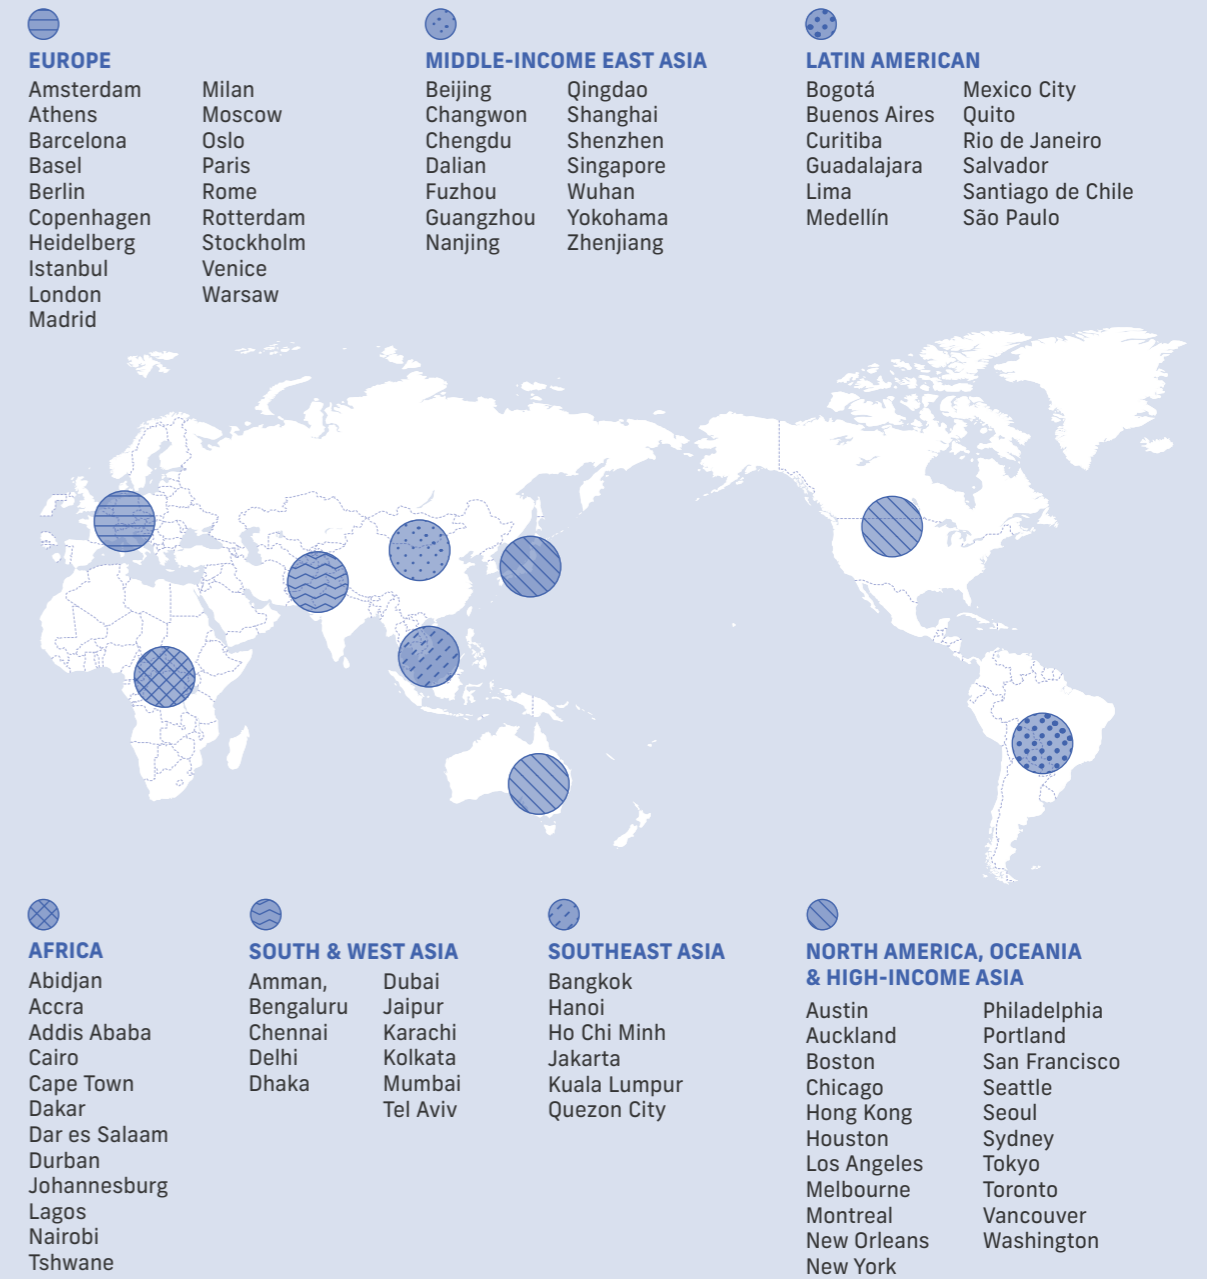 EUROPE
Amsterdam
Athens
Barcelona
Basel
Berlin
Copenhagen
Heidelberg
Istanbul
London
Madrid
Milan
Moscow
Oslo
Paris
Rome
Rotterdam
Stockholm
Venice
Warsaw
MIDDLE-INCOME EAST ASIA
Beijing
Changwon
Chengdu
Dalian
Fuzhou
Guangzhou
Nanjing
Qingdao
Shanghai
Shenzhen
Singapore
Wuhan
Yokohama
Zhenjiang
LATIN AMERICAN
Bogotá
Buenos Aires
Curitiba
Guadalajara
Lima
Medellín
Mexico City
Quito
Rio de Janeiro
Salvador
Santiago de Chile
São Paulo
AFRICA
Abidjan
Accra
Addis Ababa
Cairo
Cape Town
Dakar
Dar es Salaam
Durban
Johannesburg
Lagos
Nairobi
Tshwane
SOUTH & WEST ASIA
Amman,
Bengaluru
Chennai
Delhi
Dhaka
Dubai
Jaipur
Karachi
Kolkata
Mumbai
Tel Aviv
SOUTHEAST ASIA
Bangkok
Hanoi
Ho Chi Minh
Jakarta
Kuala Lumpur
Quezon City
NORTH AMERICA, OCEANIA
& HIGH-INCOME ASIA
Austin
Auckland
Boston
Chicago
Hong Kong
Houston
Los Angeles
Melbourne
Montreal
New Orleans
New York
Philadelphia
Portland
San Francisco
Seattle
Seoul
Sydney
Tokyo
Toronto
Vancouver
Washington